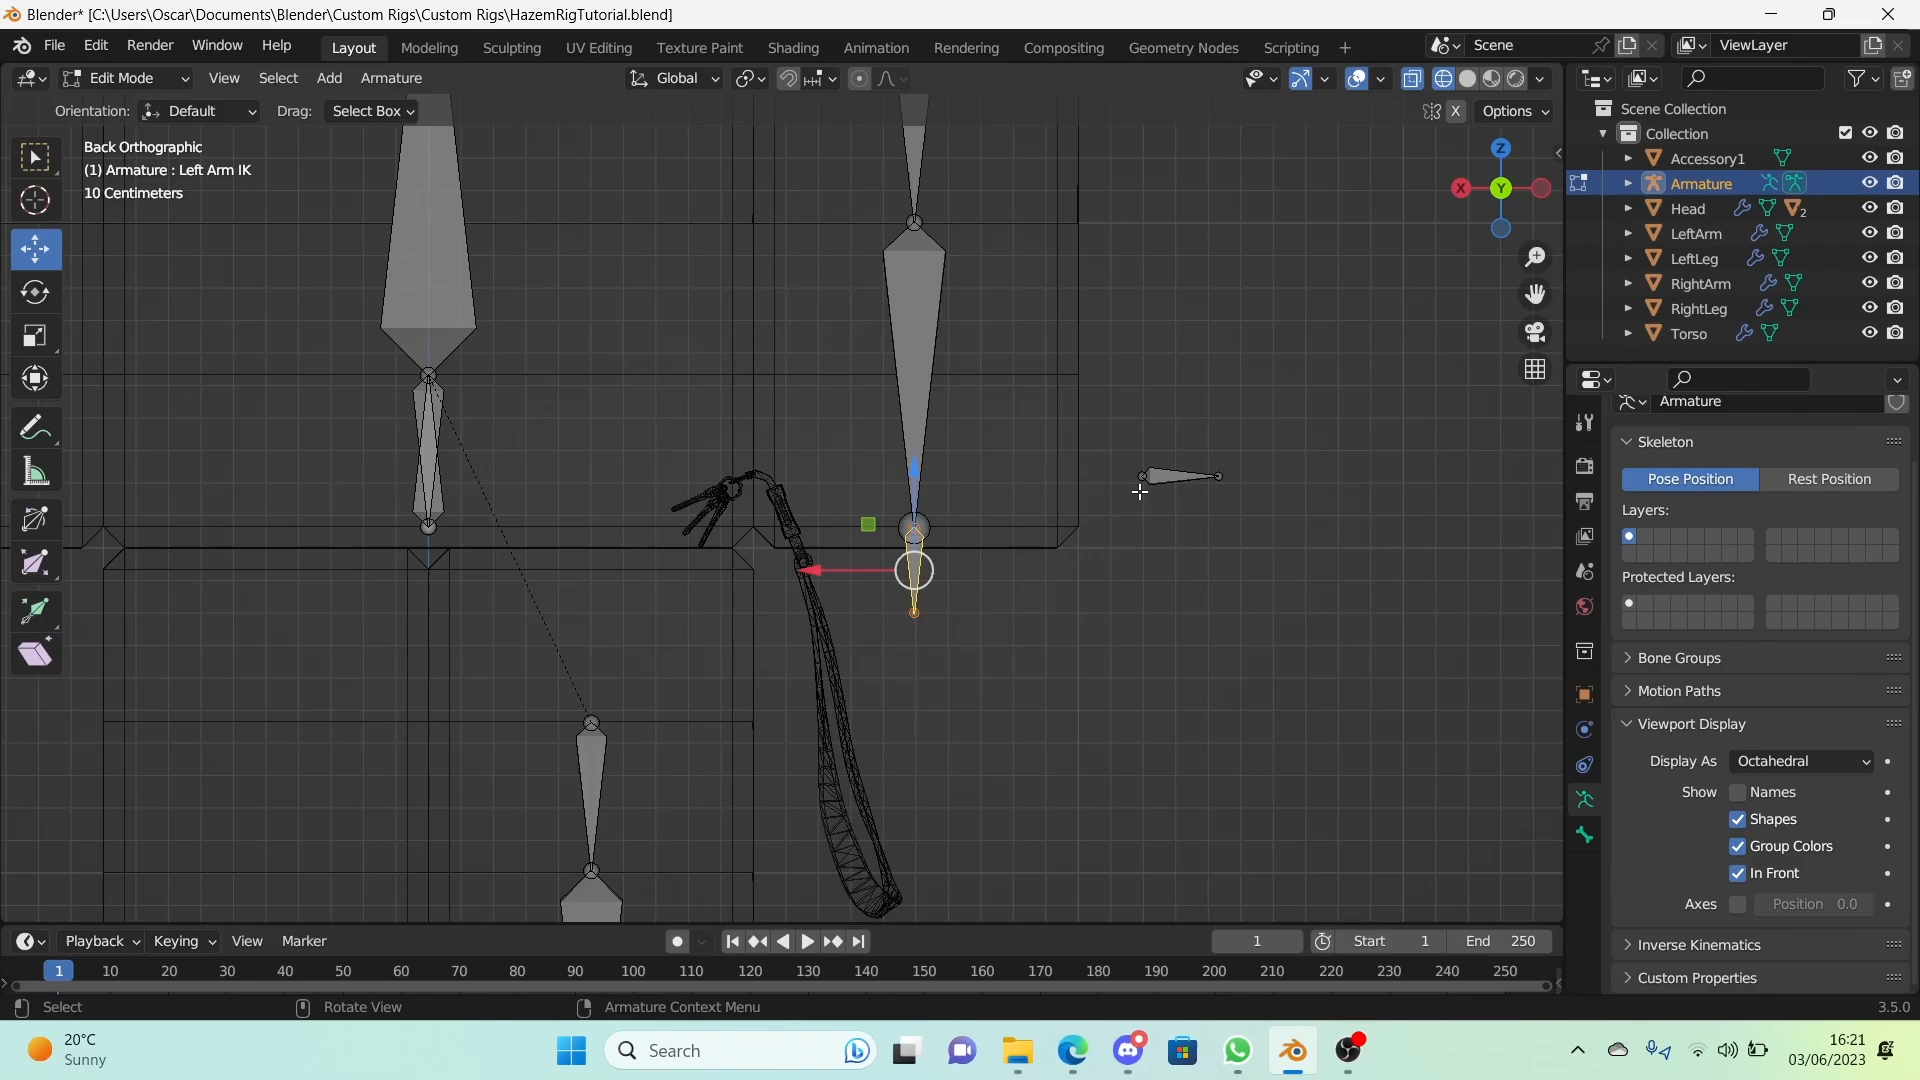 Blender* [C:\Users\Oscar\Documents\Blender\Custom Rigs\Custom Rigs\HazemRigTutorial.blend]
File Edit Render Window Help Layout Modeling Sculpting UV Editing Texture Paint Shading Animation Rendering Compositing Geometry Nodes Scripting + Scene ViewLayer
Edit Mode View Select Add Armature Global
Orientation: Default Drag: Select Box X Options
Scene Collection
Collection
Accessory1
Armature
Head 2
LeftArm
LeftLeg
RightArm
RightLeg
Torso
Back Orthographic
(1) Armature : Left Arm IK
10 Centimeters
Z
X Y
Armature
Skeleton
Pose Position Rest Position
Layers:
Protected Layers:
Bone Groups
Motion Paths
Viewport Display
Display As Octahedral
Show Names
Shapes
Group Colors
In Front
Axes Position 0.0
Inverse Kinematics
Custom Properties
Playback Keying View Marker 1 Start 1 End 250
1 10 20 30 40 50 60 70 80 90 100 110 120 130 140 150 160 170 180 190 200 210 220 230 240 250
Select Rotate View Armature Context Menu 3.5.0
20°C
Sunny
Search
16:21
03/06/2023